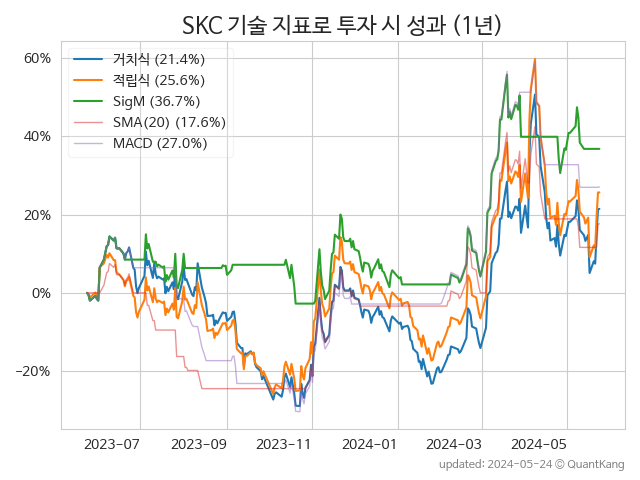 SKC 기술 지표로 투자 시 성과 (1년)
60%
40%
20%
0%
−20%
거치식 (21.4%)
적립식 (25.6%)
SigM (36.7%)
SMA(20) (17.6%)
MACD (27.0%)
2023-07 2023-09 2023-11 2024-01 2024-03 2024-05
updated: 2024-05-24 © QuantKang